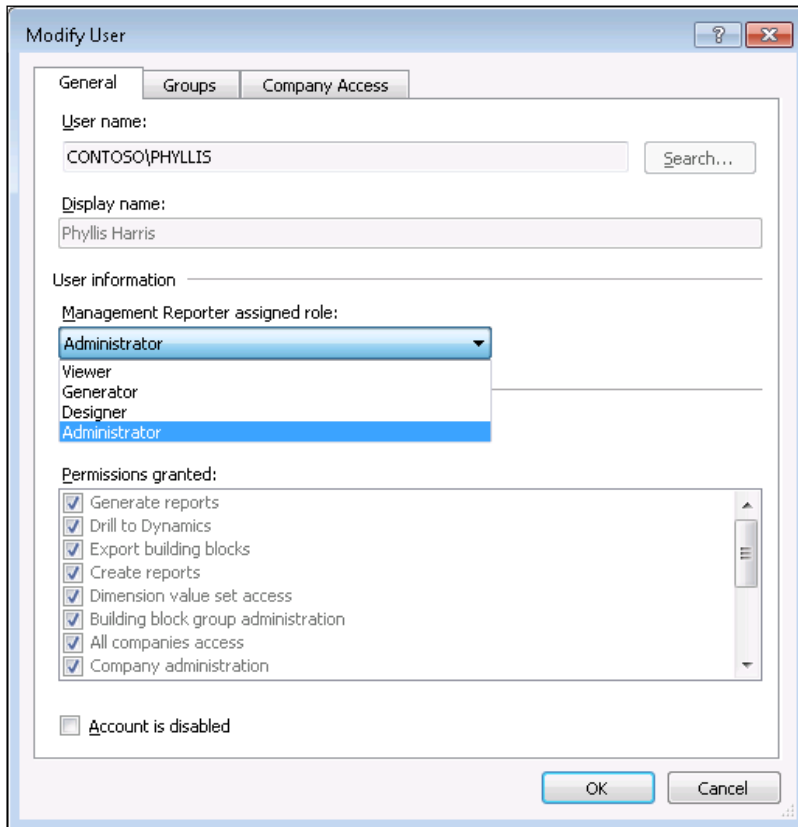 Modify User
General Groups Company Access
User name:
CONTOSO\PHYLLIS Search...
Display name:
Phyllis Harris
User information
Management Reporter assigned role:
Administrator
Viewer
Generator
Designer
Administrator
Permissions granted:
Generate reports
Drill to Dynamics
Export building blocks
Create reports
Dimension value set access
Building block group administration
All companies access
Company administration
Account is disabled
OK Cancel